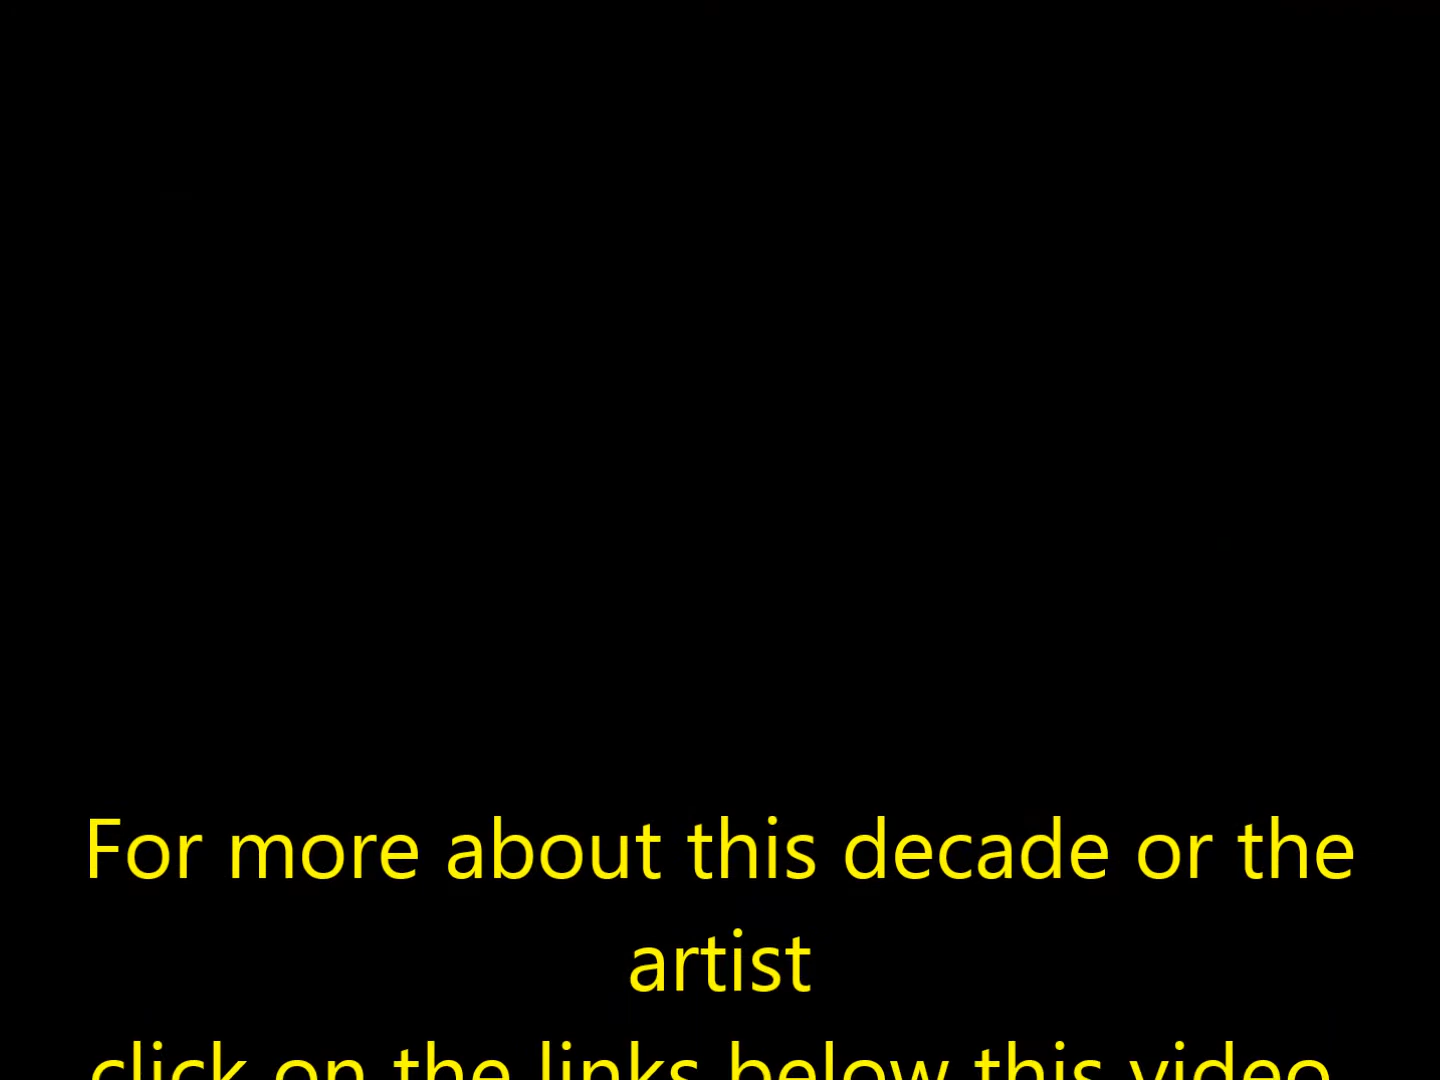 For more about this decade or the
artist
click on the links below this video